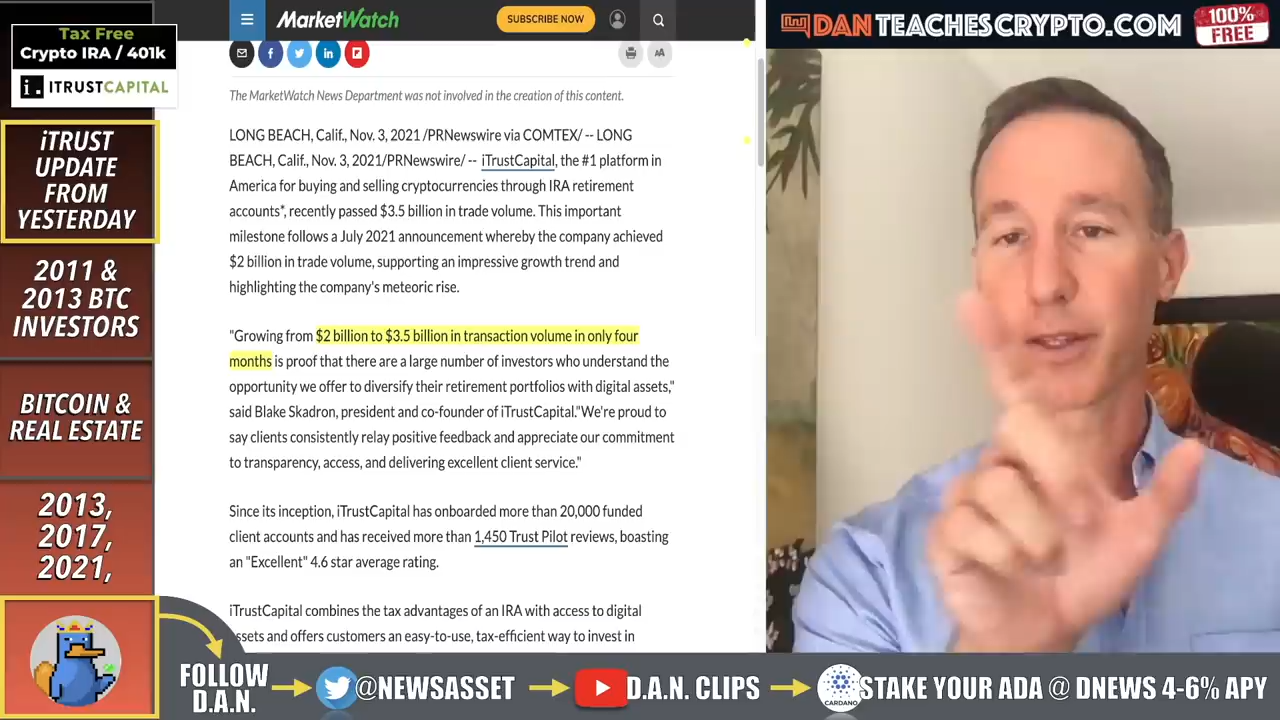 Tax Free
Crypto IRA / 401k
i. ITRUSTCAPITAL
iTRUST
UPDATE
FROM
YESTERDAY
2011 &
2013 BTC
INVESTORS
BITCOIN &
REAL ESTATE
2013,
2017,
2021,
MarketWatch
SUBSCRIBE NOW
AA
The MarketWatch News Department was not involved in the creation of this content.
LONG BEACH, Calif., Nov. 3, 2021 /PRNewswire via COMTEX/ -- LONG
BEACH, Calif., Nov. 3, 2021/PRNewswire/ -- iTrustCapital, the #1 platform in
America for buying and selling cryptocurrencies through IRA retirement
accounts*, recently passed $3.5 billion in trade volume. This important
milestone follows a July 2021 announcement whereby the company achieved
$2 billion in trade volume, supporting an impressive growth trend and
highlighting the company's meteoric rise.
"Growing from $2 billion to $3.5 billion in transaction volume in only four
months is proof that there are a large number of investors who understand the
opportunity we offer to diversify their retirement portfolios with digital assets,"
said Blake Skadron, president and co-founder of iTrustCapital."We're proud to
say clients consistently relay positive feedback and appreciate our commitment
to transparency, access, and delivering excellent client service."
Since its inception, iTrustCapital has onboarded more than 20,000 funded
client accounts and has received more than 1,450 Trust Pilot reviews, boasting
an "Excellent" 4.6 star average rating.
iTrustCapital combines the tax advantages of an IRA with access to digital
assets and offers customers an easy-to-use, tax-efficient way to invest in
DANTEACHESCRYPTO.COM
100%
FREE
FOLLOW
D.A.N.
@NEWSASSET
D.A.N. CLIPS
CARDANO
STAKE YOUR ADA @ DNEWS 4-6% APY